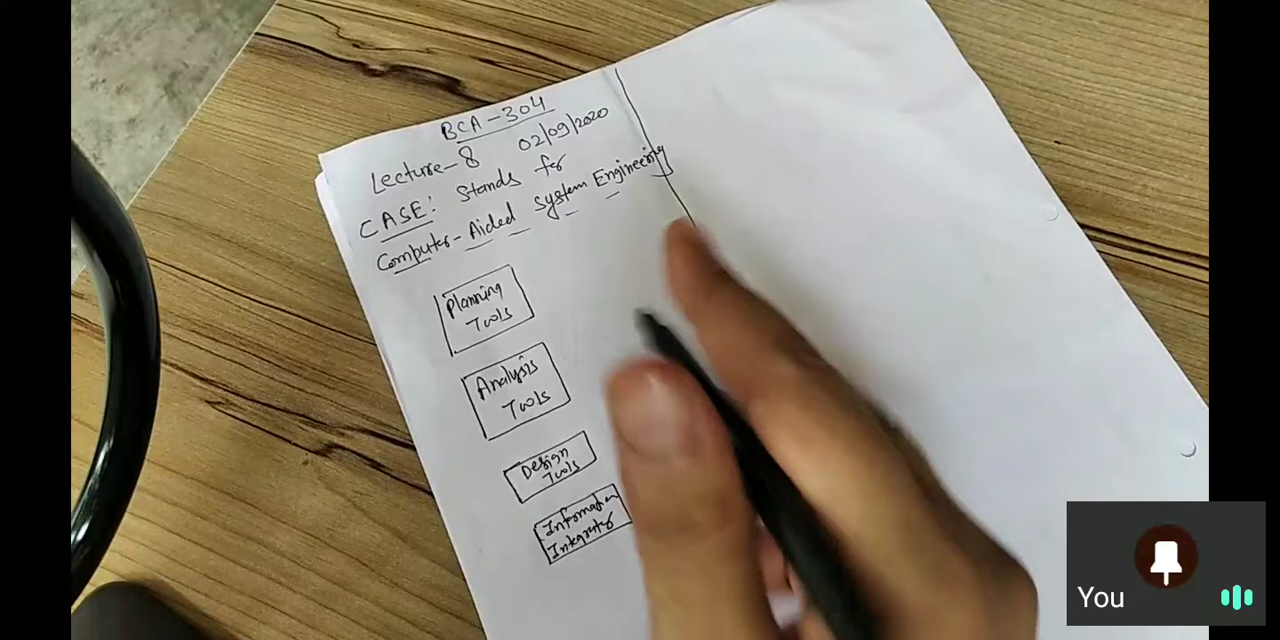 BCA-304
Lecture-8 02/09/2020
CASE: Stands for
Computer-Aided System Engineering
Planning
Tools
Analysis
Tools
Design
Tools
Information
Integrator
You